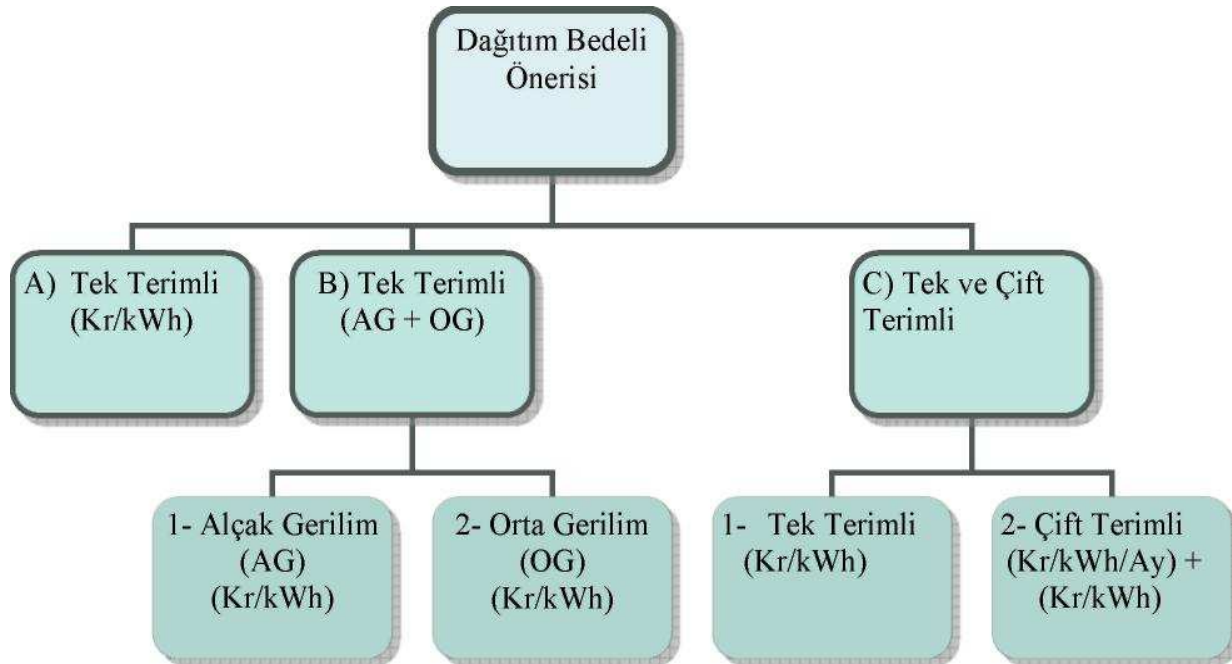 Dağıtım Bedeli
Önerisi
A) Tek Terimli
(Kr/kWh)
B) Tek Terimli
(AG + OG)
C) Tek ve Çift
Terimli
1- Alçak Gerilim
(AG)
(Kr/kWh)
2- Orta Gerilim
(OG)
(Kr/kWh)
1- Tek Terimli
(Kr/kWh)
2- Çift Terimli
(Kr/kWh/Ay) +
(Kr/kWh)